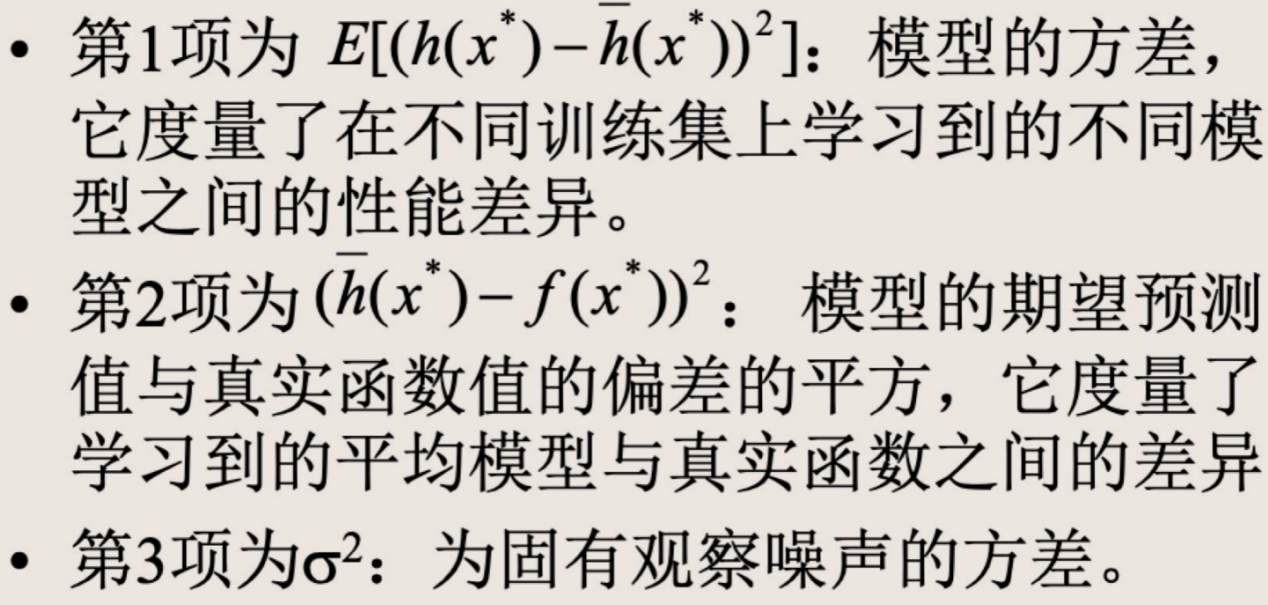 • 第1项为 E[(h(x*)−h̅(x*))²]：模型的方差，
它度量了在不同训练集上学习到的不同模
型之间的性能差异。
• 第2项为 (h̅(x*)− f(x*))²： 模型的期望预测
值与真实函数值的偏差的平方，它度量了
学习到的平均模型与真实函数之间的差异
• 第3项为σ²：为固有观察噪声的方差。